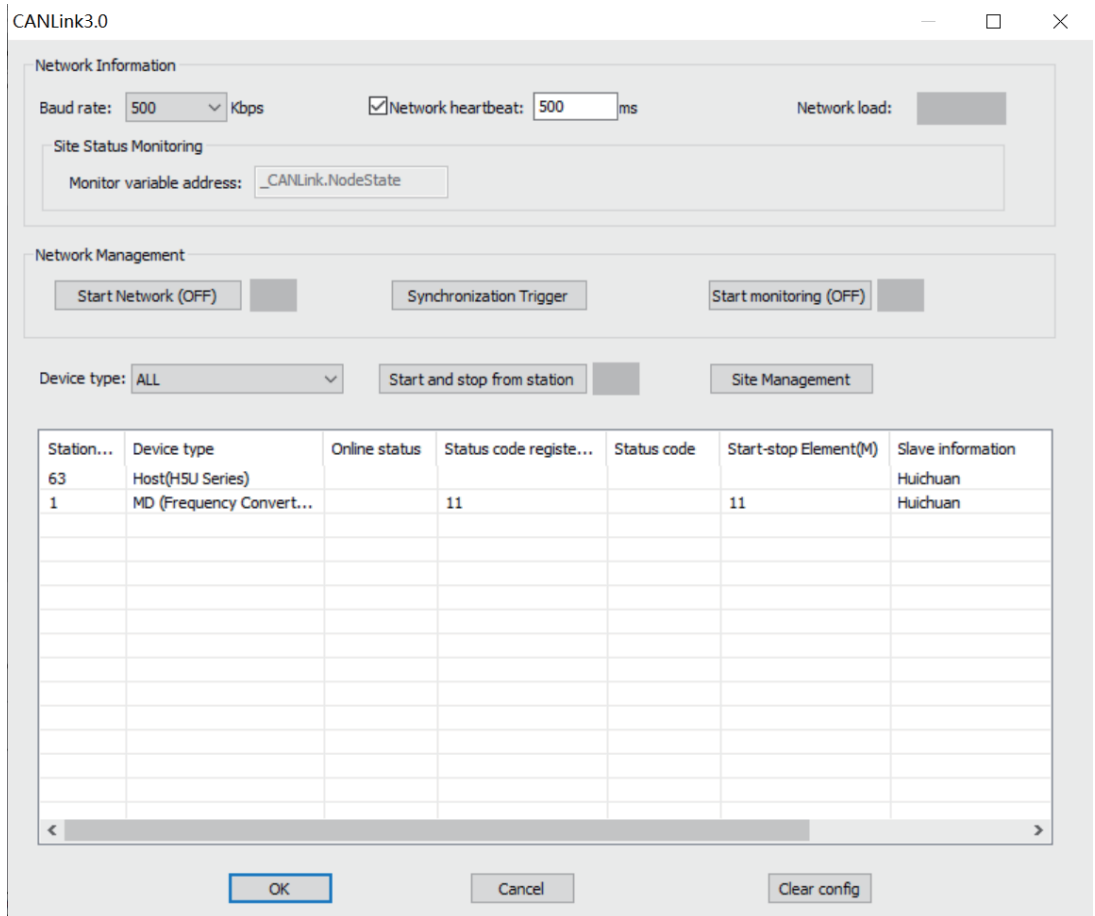 CANLink3.0
Network Information
Baud rate: 500 Kbps Network heartbeat: 500 ms Network load:
Site Status Monitoring
Monitor variable address: _CANLink.NodeState
Network Management
Start Network (OFF) Synchronization Trigger Start monitoring (OFF)
Device type: ALL Start and stop from station Site Management
Station... Device type Online status Status code registe... Status code Start-stop Element(M) Slave information
63 Host(H5U Series) Huichuan
1 MD (Frequency Convert... 11 11 Huichuan
OK Cancel Clear config